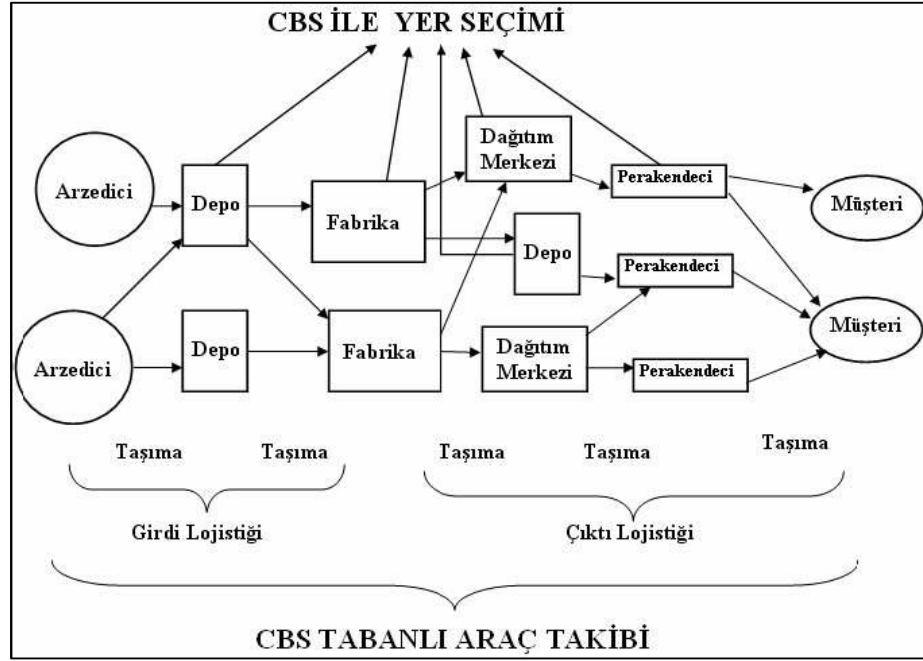 CBS İLE YER SEÇİMİ
Dağıtım
Merkezi
Arzedici
Depo
Perakendeci
Müşteri
Fabrika
Depo
Perakendeci
Müşteri
Arzedici
Depo
Fabrika
Dağıtım
Merkezi
Perakendeci
Taşıma
Taşıma
Taşıma
Taşıma
Taşıma
Girdi Lojistiği
Çıktı Lojistiği
CBS TABANLI ARAÇ TAKİBİ